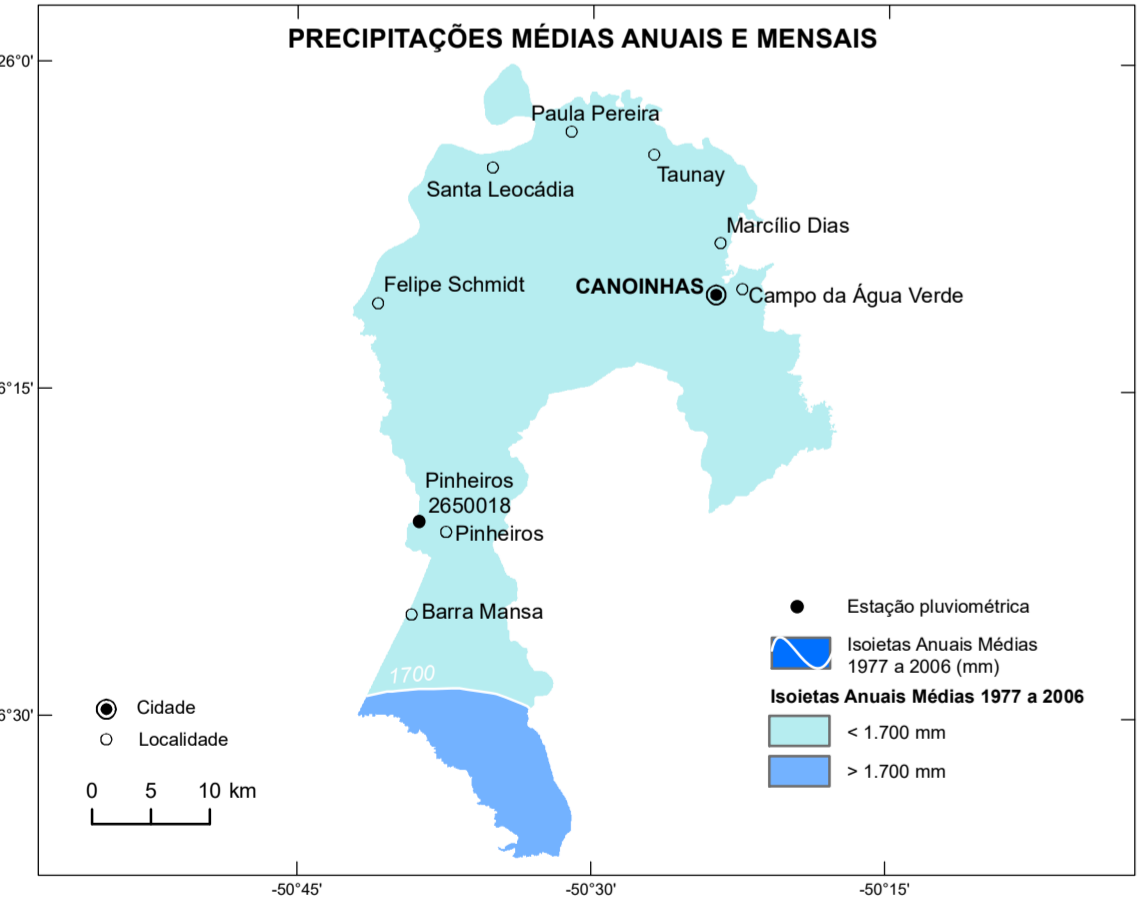 PRECIPITAÇÕES MÉDIAS ANUAIS E MENSAIS
26°0'
Paula Pereira
Taunay
Santa Leocádia
Marcílio Dias
Felipe Schmidt
CANOINHAS
Campo da Água Verde
6°15'
Pinheiros
2650018
Pinheiros
Barra Mansa
Estação pluviométrica
Isoietas Anuais Médias
1977 a 2006 (mm)
1700
Isoietas Anuais Médias 1977 a 2006
Cidade
6°30'
< 1.700 mm
Localidade
> 1.700 mm
0 5 10 km
-50°45' -50°30' -50°15'